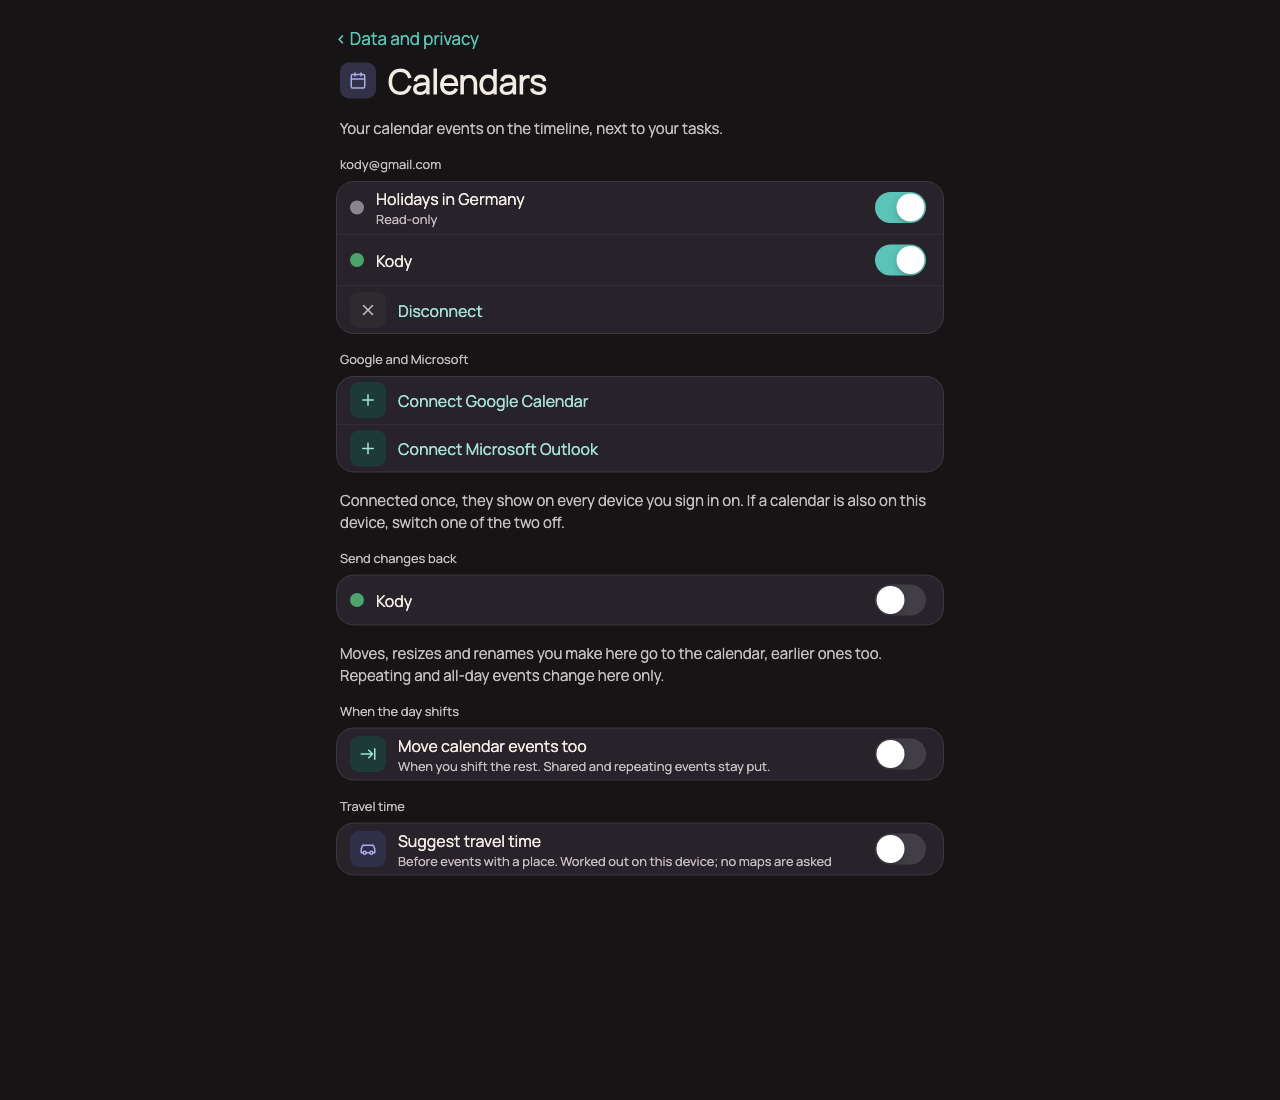 ‹ Data and privacy
Calendars
Your calendar events on the timeline, next to your tasks.
kody@gmail.com
Holidays in Germany
Read-only
Kody
Disconnect
Google and Microsoft
Connect Google Calendar
Connect Microsoft Outlook
Connected once, they show on every device you sign in on. If a calendar is also on this
device, switch one of the two off.
Send changes back
Kody
Moves, resizes and renames you make here go to the calendar, earlier ones too.
Repeating and all-day events change here only.
When the day shifts
Move calendar events too
When you shift the rest. Shared and repeating events stay put.
Travel time
Suggest travel time
Before events with a place. Worked out on this device; no maps are asked